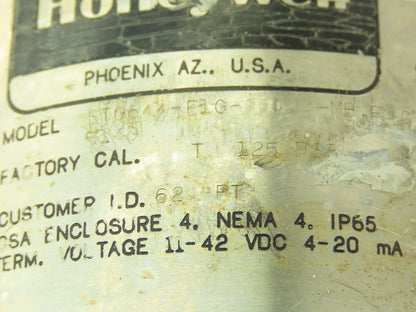 Honeywell
PHOENIX AZ., U.S.A.
MODEL
FACTORY CAL. 125
CUSTOMER I.D. 62 PT
CSA ENCLOSURE 4, NEMA 4, IP65
TERM. VOLTAGE 11-42 VDC 4-20 mA